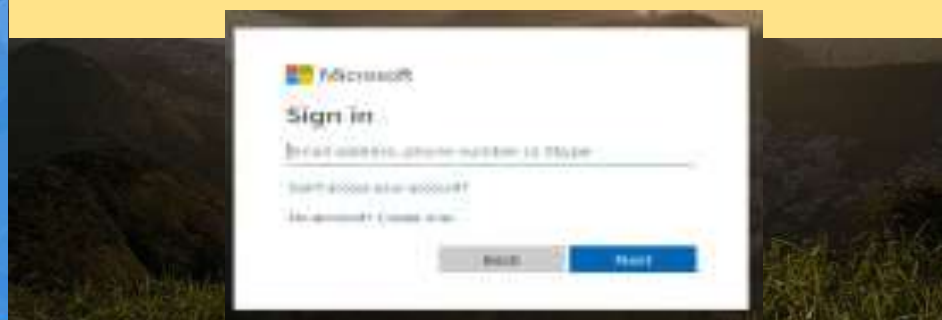 Microsoft
Sign in
Email address, phone number or Skype
Can't access your account?
No account? Create one!
Back
Next